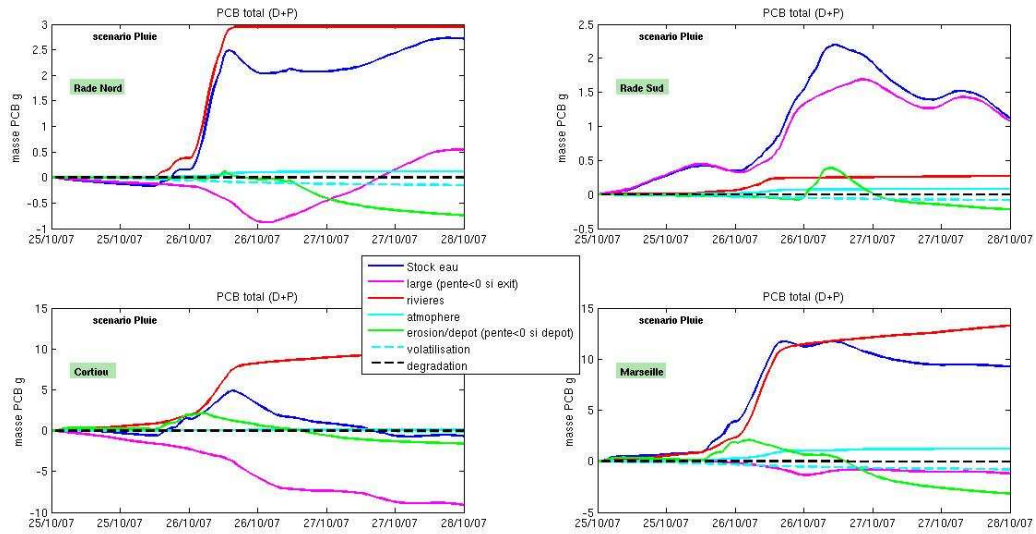 PCB total (D+P)
scenario Pluie
Rade Nord
masse PCB g
3
2.5
2
1.5
1
0.5
0
-0.5
-1
25/10/07 25/10/07 26/10/07 26/10/07 27/10/07 27/10/07 28/10/07
PCB total (D+P)
scenario Pluie
Rade Sud
masse PCB g
2.5
2
1.5
1
0.5
0
-0.5
25/10/07 25/10/07 26/10/07 26/10/07 27/10/07 27/10/07 28/10/07
Stock eau
large (pente<0 si exit)
rivieres
atmophere
erosion/depot (pente<0 si depot)
volatilisation
degradation
PCB total (D+P)
scenario Pluie
Cortiou
masse PCB g
15
10
5
0
-5
-10
25/10/07 25/10/07 26/10/07 26/10/07 27/10/07 27/10/07 28/10/07
PCB total (D+P)
scenario Pluie
Marseille
masse PCB g
15
10
5
0
-5
25/10/07 25/10/07 26/10/07 26/10/07 27/10/07 27/10/07 28/10/07